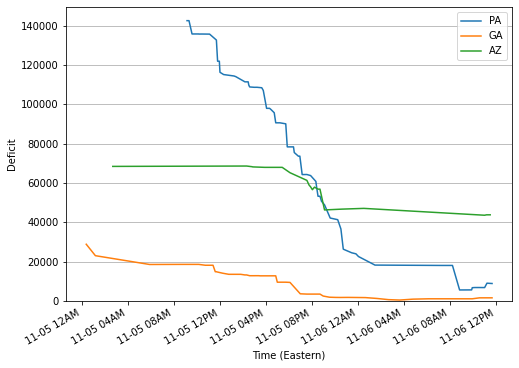 140000
120000
100000
80000
60000
40000
20000
0
Deficit
PA
GA
AZ
11-05 12AM
11-05 04AM
11-05 08AM
11-05 12PM
11-05 04PM
11-05 08PM
11-06 12AM
11-06 04AM
11-06 08AM
11-06 12PM
Time (Eastern)